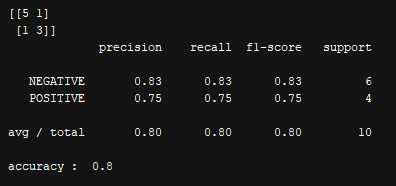 [[5 1]
[1 3]]
precision recall f1-score support
NEGATIVE 0.83 0.83 0.83 6
POSITIVE 0.75 0.75 0.75 4
avg / total 0.80 0.80 0.80 10
accuracy : 0.8